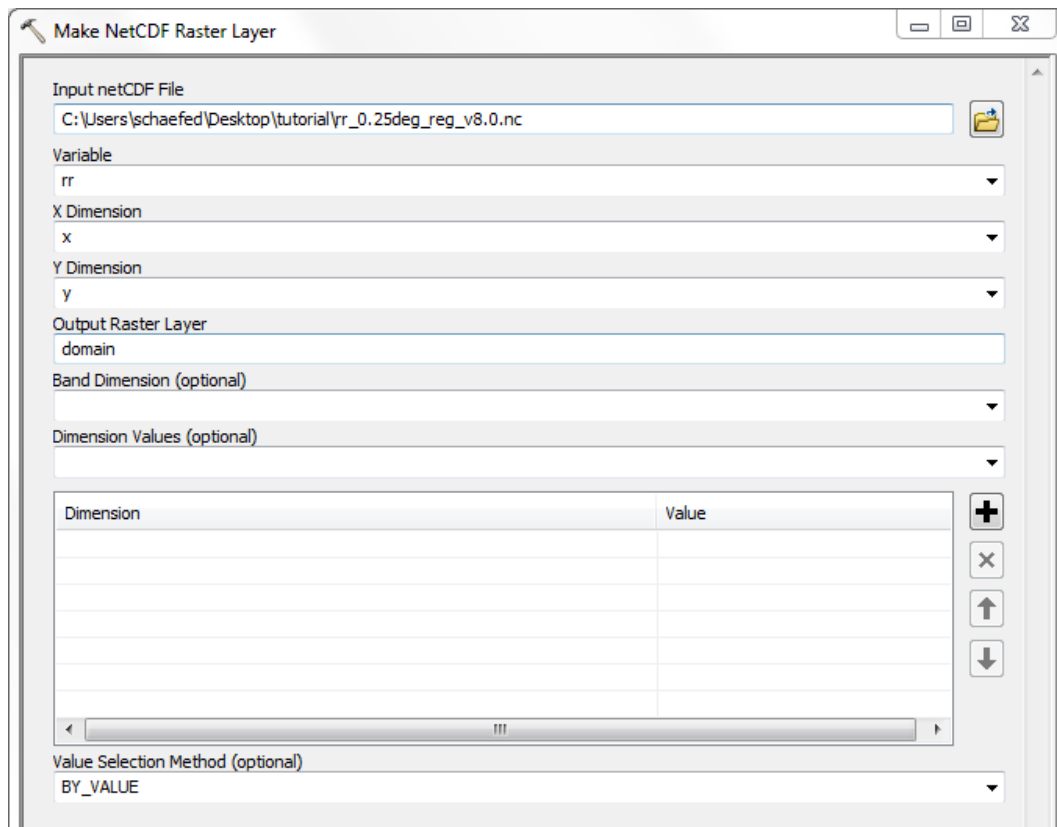 Make NetCDF Raster Layer
Input netCDF File
C:\Users\schaefed\Desktop\tutorial\rr_0.25deg_reg_v8.0.nc
Variable
rr
X Dimension
x
Y Dimension
y
Output Raster Layer
domain
Band Dimension (optional)
Dimension Values (optional)
Dimension Value
Value Selection Method (optional)
BY_VALUE